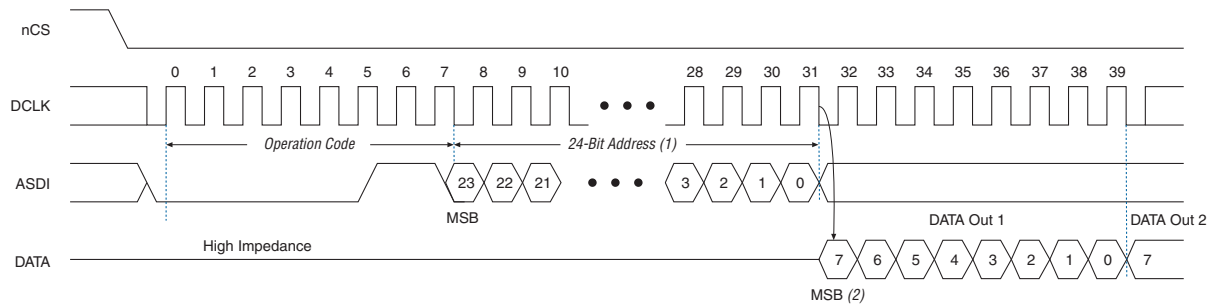 nCS
0 1 2 3 4 5 6 7 8 9 10 28 29 30 31 32 33 34 35 36 37 38 39
DCLK
Operation Code 24-Bit Address (1)
ASDI 23 22 21 3 2 1 0
MSB
DATA Out 1 DATA Out 2
High Impedance
DATA 7 6 5 4 3 2 1 0 7
MSB (2)